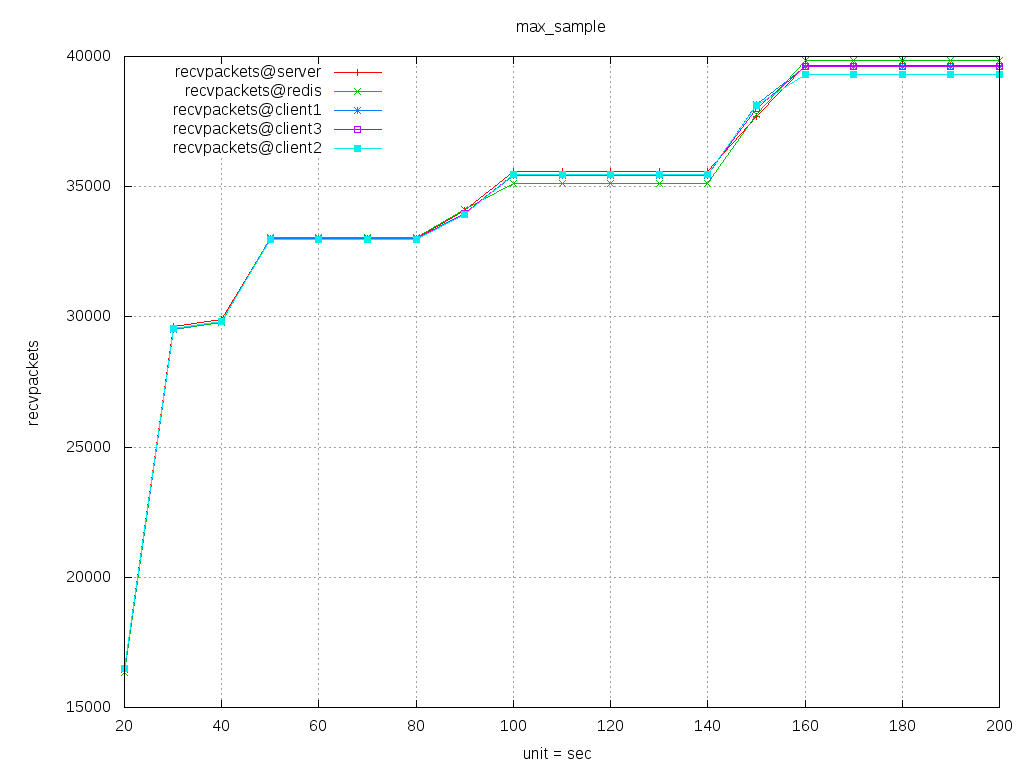 max_sample
40000
35000
30000
25000
20000
15000
recvpackets@server
recvpackets@redis
recvpackets@client1
recvpackets@client3
recvpackets@client2
recvpackets
20 40 60 80 100 120 140 160 180 200
unit = sec